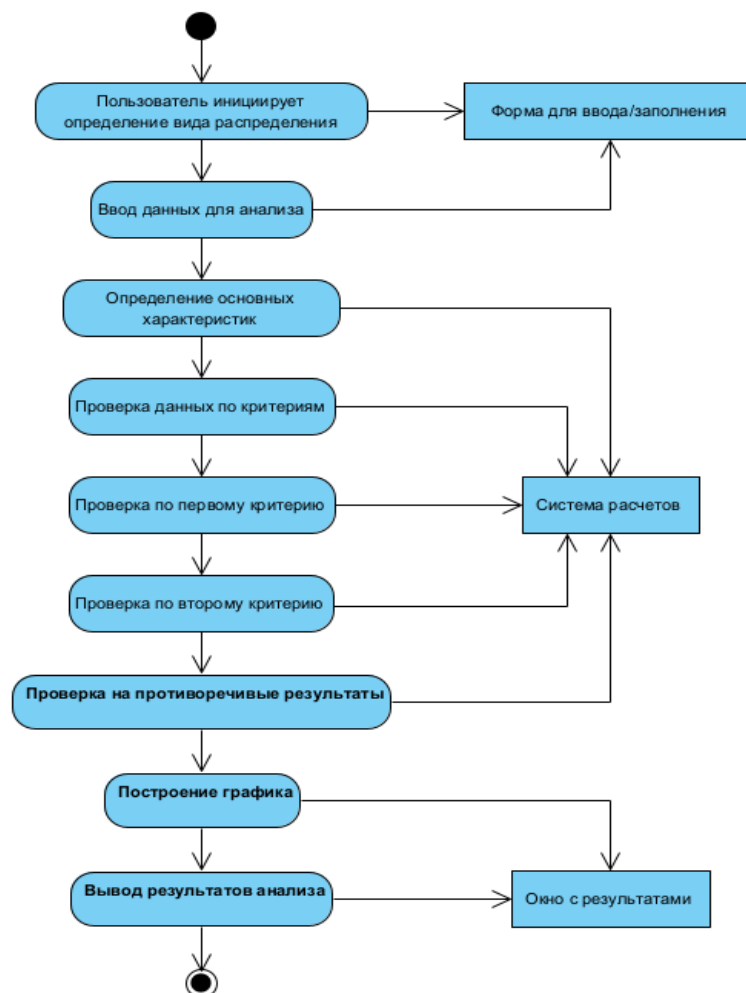 Пользователь инициирует
определение вида распределения
Форма для ввода/заполнения
Ввод данных для анализа
Определение основных
характеристик
Проверка данных по критериям
Проверка по первому критерию
Система расчетов
Проверка по второму критерию
Проверка на противоречивые результаты
Построение графика
Вывод результатов анализа
Окно с результатами